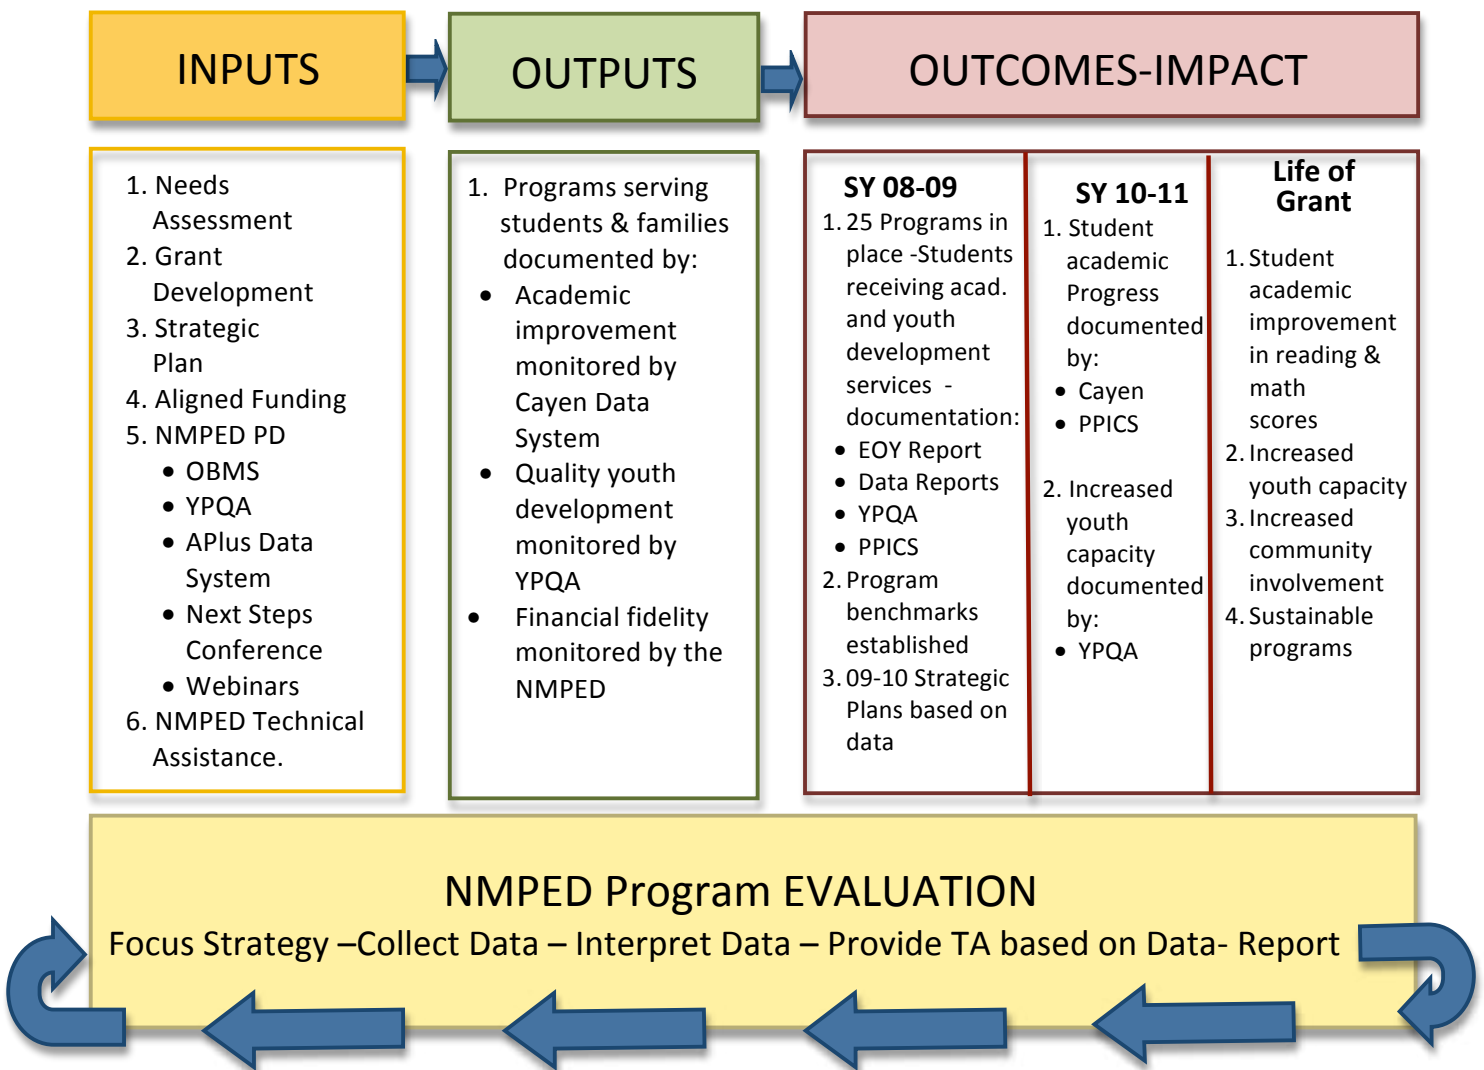 INPUTS
OUTPUTS
OUTCOMES-IMPACT
1. Needs
Assessment
2. Grant
Development
3. Strategic
Plan
4. Aligned Funding
5. NMPED PD
• OBMS
• YPQA
• APlus Data
System
• Next Steps
Conference
• Webinars
6. NMPED Technical
Assistance.
1. Programs serving
students & families
documented by:
• Academic
improvement
monitored by
Cayen Data
System
• Quality youth
development
monitored by
YPQA
• Financial fidelity
monitored by the
NMPED
SY 08-09
1. 25 Programs in
place -Students
receiving acad.
and youth
development
services -
documentation:
• EOY Report
• Data Reports
• YPQA
• PPICS
2. Program
benchmarks
established
3. 09-10 Strategic
Plans based on
data
SY 10-11
1. Student
academic
Progress
documented
by:
• Cayen
• PPICS
2. Increased
youth
capacity
documented
by:
• YPQA
Life of
Grant
1. Student
academic
improvement
in reading &
math
scores
2. Increased
youth capacity
3. Increased
community
involvement
4. Sustainable
programs
NMPED Program EVALUATION
Focus Strategy –Collect Data – Interpret Data – Provide TA based on Data- Report